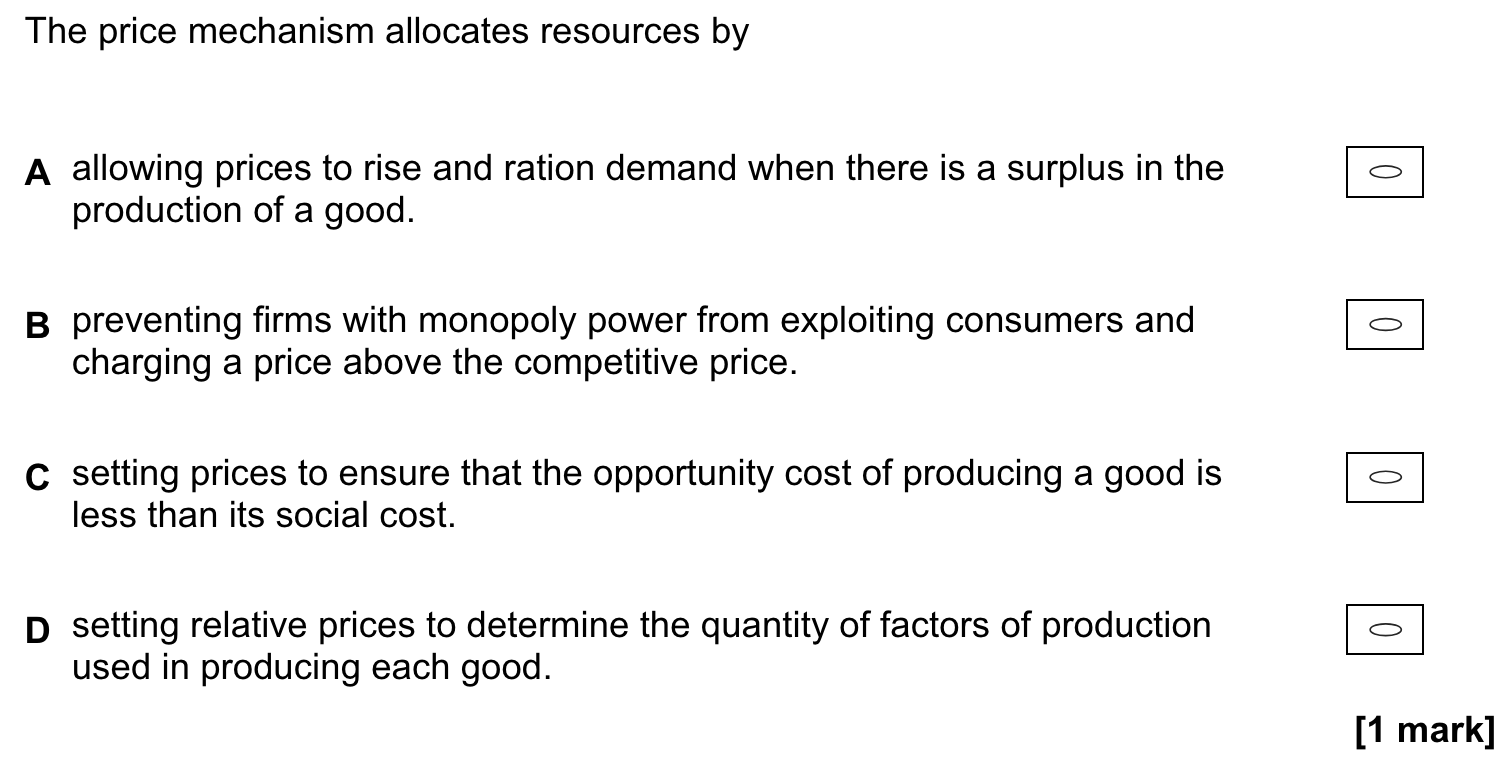 The price mechanism allocates resources by
A allowing prices to rise and ration demand when there is a surplus in the
production of a good.
B preventing firms with monopoly power from exploiting consumers and
charging a price above the competitive price.
C setting prices to ensure that the opportunity cost of producing a good is
less than its social cost.
D setting relative prices to determine the quantity of factors of production
used in producing each good.
[1 mark]